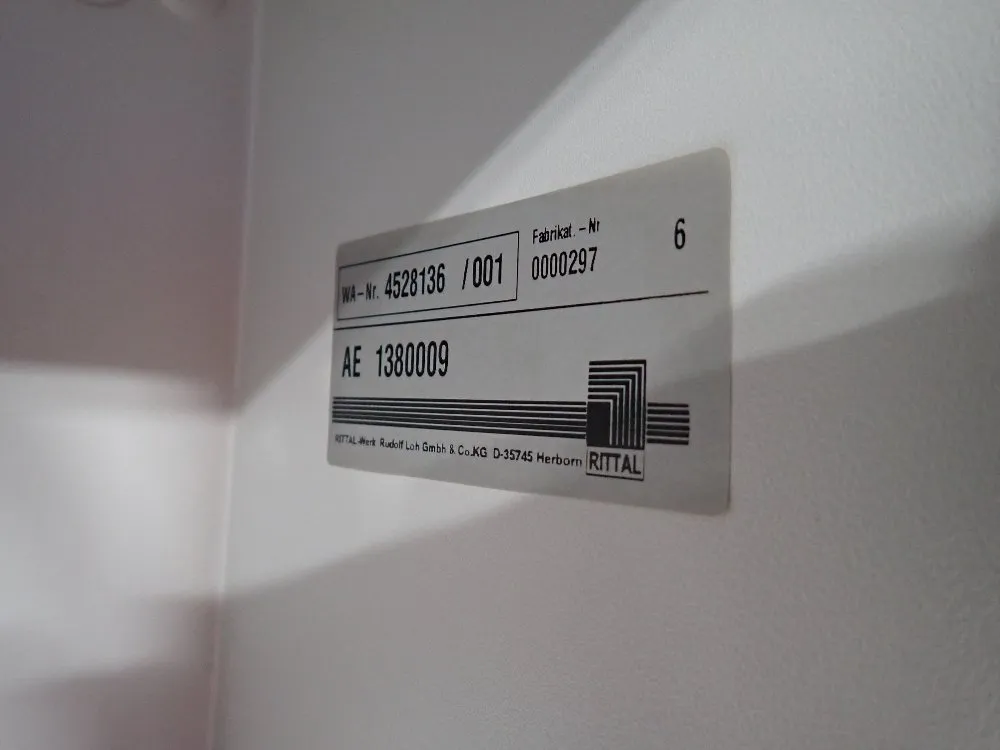 WA-Nr. 4528136 /001
Fabrikat.-Nr
0000297
6
AE 1380009
RITTAL-Werk Rudolf Loh Gmbh & Co.KG D-35745 Herborn
RITTAL